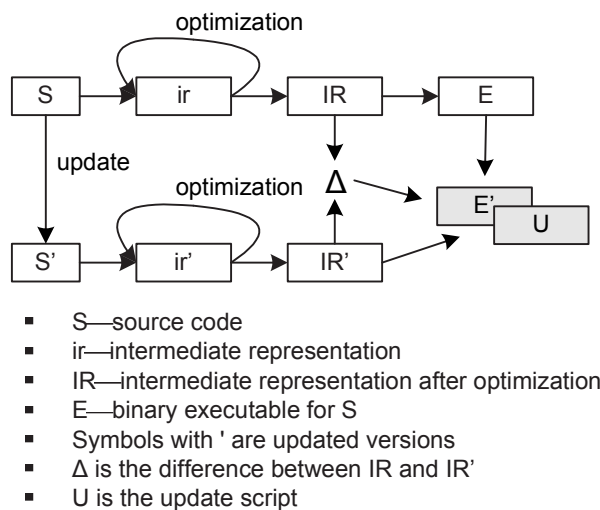 optimization
S ir IR E
update
optimization Δ
E'
U
S' ir' IR'
▪ S—source code
▪ ir—intermediate representation
▪ IR—intermediate representation after optimization
▪ E—binary executable for S
▪ Symbols with ' are updated versions
▪ Δ is the difference between IR and IR’
▪ U is the update script